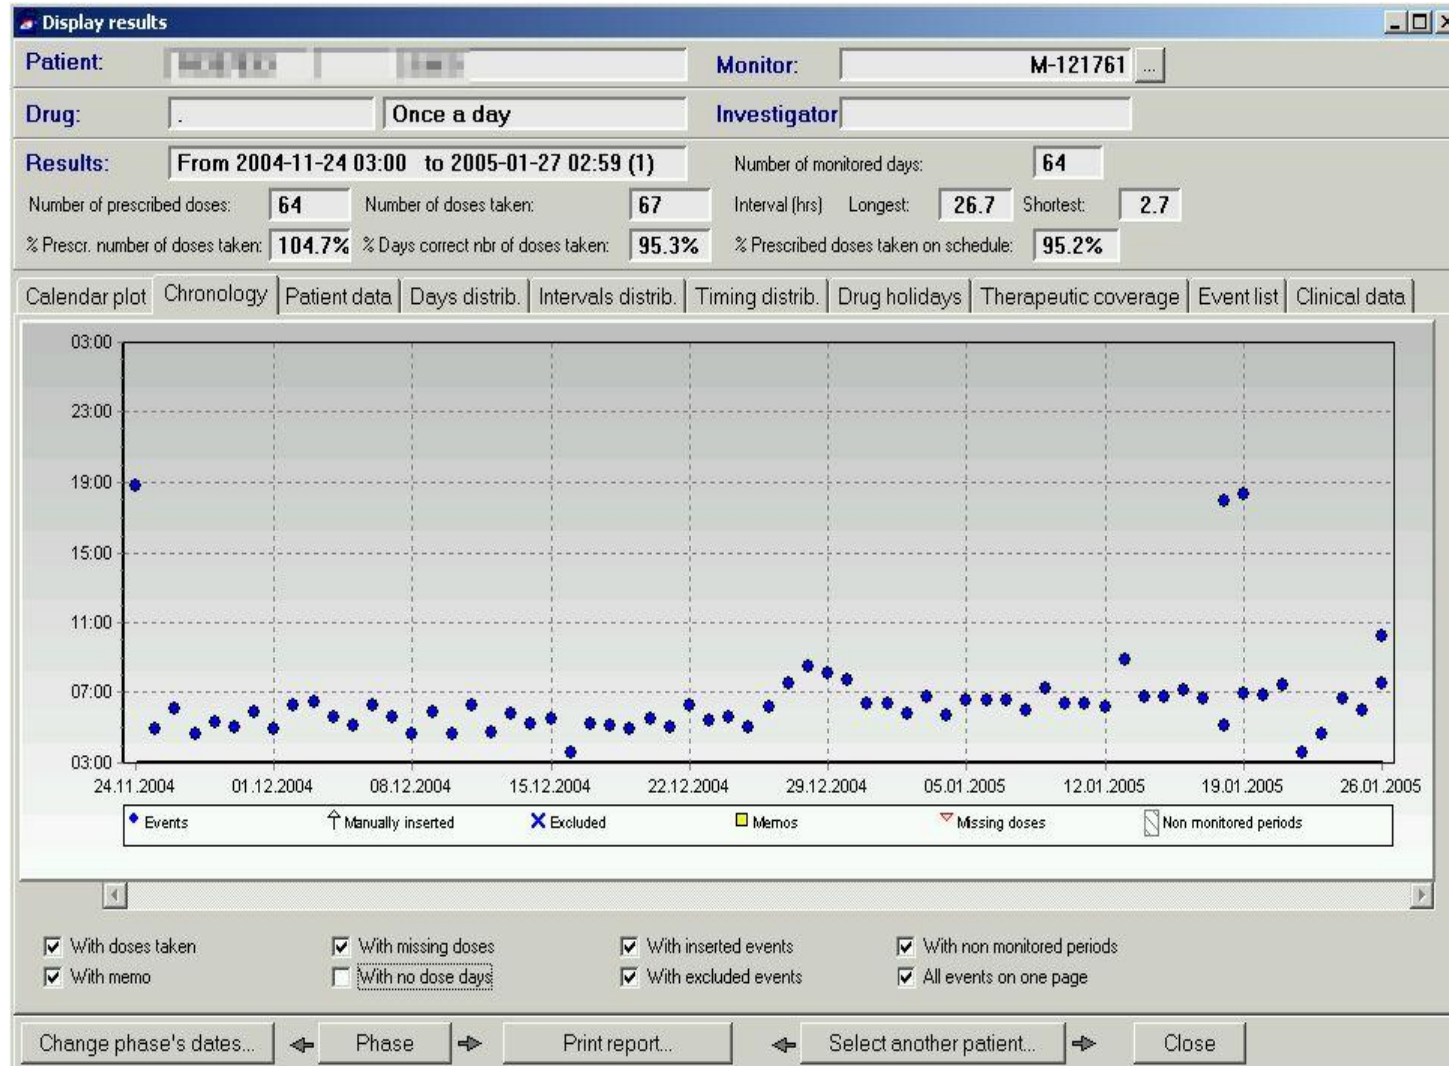 Display results
Patient: Monitor: M-121761 ...
Drug: . Once a day Investigator
Results: From 2004-11-24 03:00 to 2005-01-27 02:59 (1) Number of monitored days: 64
Number of prescribed doses: 64 Number of doses taken: 67 Interval (hrs) Longest: 26.7 Shortest: 2.7
% Prescr. number of doses taken: 104.7% % Days correct nbr of doses taken: 95.3% % Prescribed doses taken on schedule: 95.2%
Calendar plot Chronology Patient data Days distrib. Intervals distrib. Timing distrib. Drug holidays Therapeutic coverage Event list Clinical data
03:00
23:00
19:00
15:00
11:00
07:00
03:00
24.11.2004 01.12.2004 08.12.2004 15.12.2004 22.12.2004 29.12.2004 05.01.2005 12.01.2005 19.01.2005 26.01.2005
Events Manually inserted Excluded Memos Missing doses Non monitored periods
With doses taken With missing doses With inserted events With non monitored periods
With memo With no dose days With excluded events All events on one page
Change phase's dates... Phase Print report... Select another patient... Close